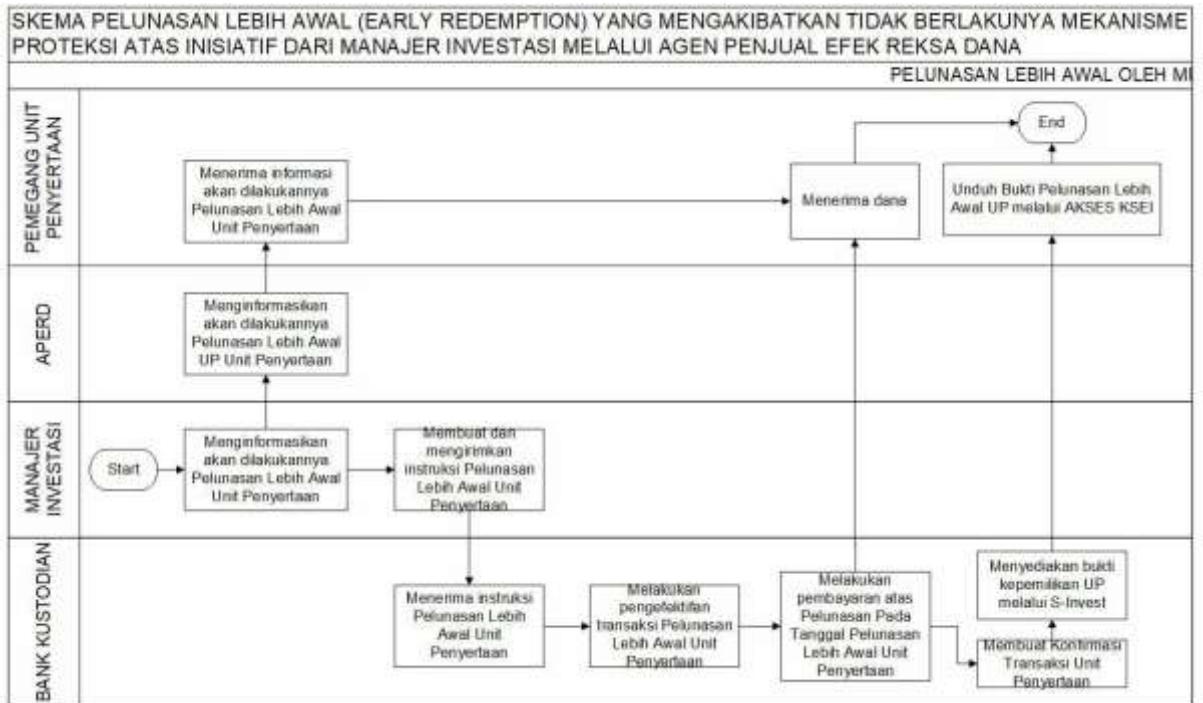 SKEMA PELUNASAN LEBIH AWAL (EARLY REDEMPTION) YANG MENGAKIBATKAN TIDAK BERLAKUNYA MEKANISME
PROTEKSI ATAS INISIATIF DARI MANAJER INVESTASI MELALUI AGEN PENJUAL EFEK REKSA DANA
PELUNASAN LEBIH AWAL OLEH MI
PEMEGANG UNIT
PENYERTAAN
Menerima informasi
akan dilakukannya
Pelunasan Lebih Awal
Unit Penyertaan
Menerima dana
End
Unduh Bukti Pelunasan Lebih
Awal UP melalui AKSES KSEI
APERD
Menginformasikan
akan dilakukannya
Pelunasan Lebih Awal
UP Unit Penyertaan
MANAJER
INVESTASI
Start
Menginformasikan
akan dilakukannya
Pelunasan Lebih Awal
Unit Penyertaan
Membuat dan
mengirimkan
instruksi Pelunasan
Lebih Awal Unit
Penyertaan
BANK KUSTODIAN
Menerima instruksi
Pelunasan Lebih
Awal Unit
Penyertaan
Melakukan
pengefektifan
transaksi Pelunasan
Lebih Awal Unit
Penyertaan
Melakukan
pembayaran atas
Pelunasan Pada
Tanggal Pelunasan
Lebih Awal Unit
Penyertaan
Menyediakan bukti
kepemilikan UP
melalui S-Invest
Membuat Konfirmasi
Transaksi Unit
Penyertaan